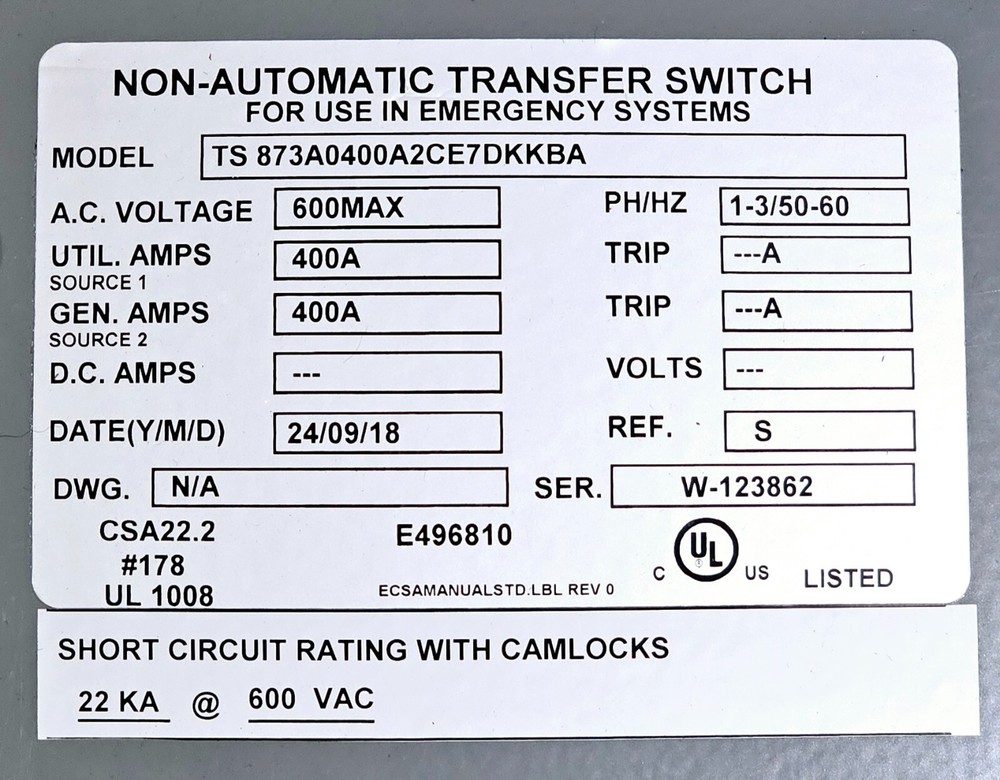 NON-AUTOMATIC TRANSFER SWITCH
FOR USE IN EMERGENCY SYSTEMS
MODEL TS 873A0400A2CE7DKKBA
A.C. VOLTAGE 600MAX PH/HZ 1-3/50-60
UTIL. AMPS 400A TRIP ---A
SOURCE 1
GEN. AMPS 400A TRIP ---A
SOURCE 2
D.C. AMPS --- VOLTS ---
DATE(Y/M/D) 24/09/18 REF. S
DWG. N/A SER. W-123862
CSA22.2 E496810
#178
UL 1008
ECSAMANUALSTD.LBL REV 0
C UL ® US LISTED
SHORT CIRCUIT RATING WITH CAMLOCKS
22 KA @ 600 VAC